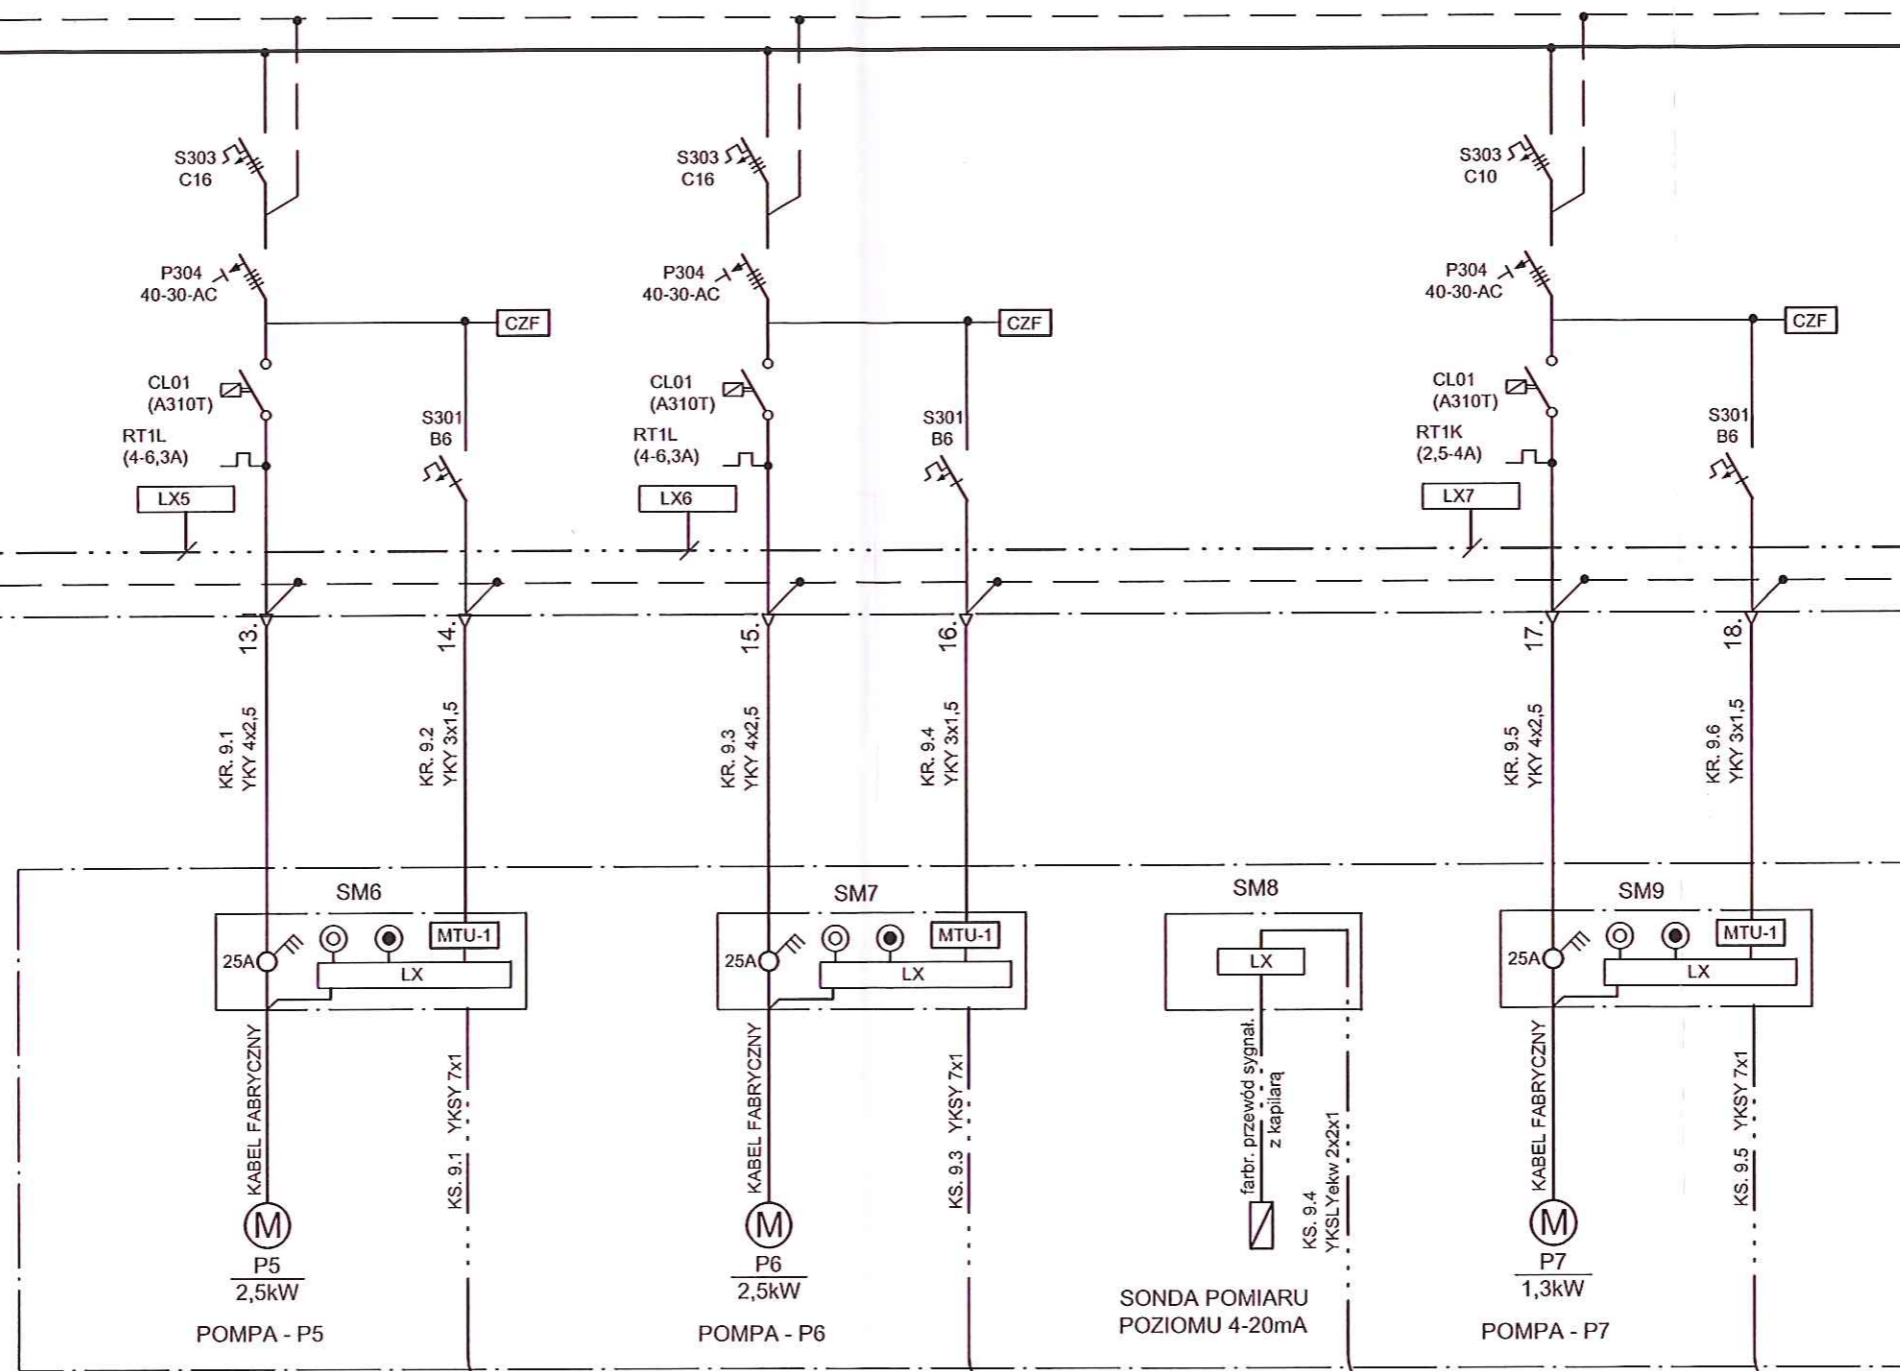 S303
C16
P304
40-30-AC
CZF
CL01
(A310T)
RT1L
(4-6,3A)
S301
B6
LX5
13.
14.
KR. 9.1
YKY 4x2,5
KR. 9.2
YKY 3x1,5
SM6
25A
MTU-1
LX
KABEL FABRYCZNY
KS. 9.1 YKSY 7x1
M
P5
2,5kW
POMPA - P5
S303
C16
P304
40-30-AC
CZF
CL01
(A310T)
RT1L
(4-6,3A)
S301
B6
LX6
15.
16.
KR. 9.3
YKY 4x2,5
KR. 9.4
YKY 3x1,5
SM7
25A
MTU-1
LX
KABEL FABRYCZNY
KS. 9.3 YKSY 7x1
M
P6
2,5kW
POMPA - P6
SM8
LX
farbr. przewód sygnał.
z kapilarą
KS. 9.4
YKSLYekw 2x2x1
SONDA POMIARU
POZIOMU 4-20mA
S303
C10
P304
40-30-AC
CZF
CL01
(A310T)
RT1K
(2,5-4A)
S301
B6
LX7
17.
18.
KR. 9.5
YKY 4x2,5
KR. 9.6
YKY 3x1,5
SM9
25A
MTU-1
LX
KABEL FABRYCZNY
KS. 9.5 YKSY 7x1
M
P7
1,3kW
POMPA - P7